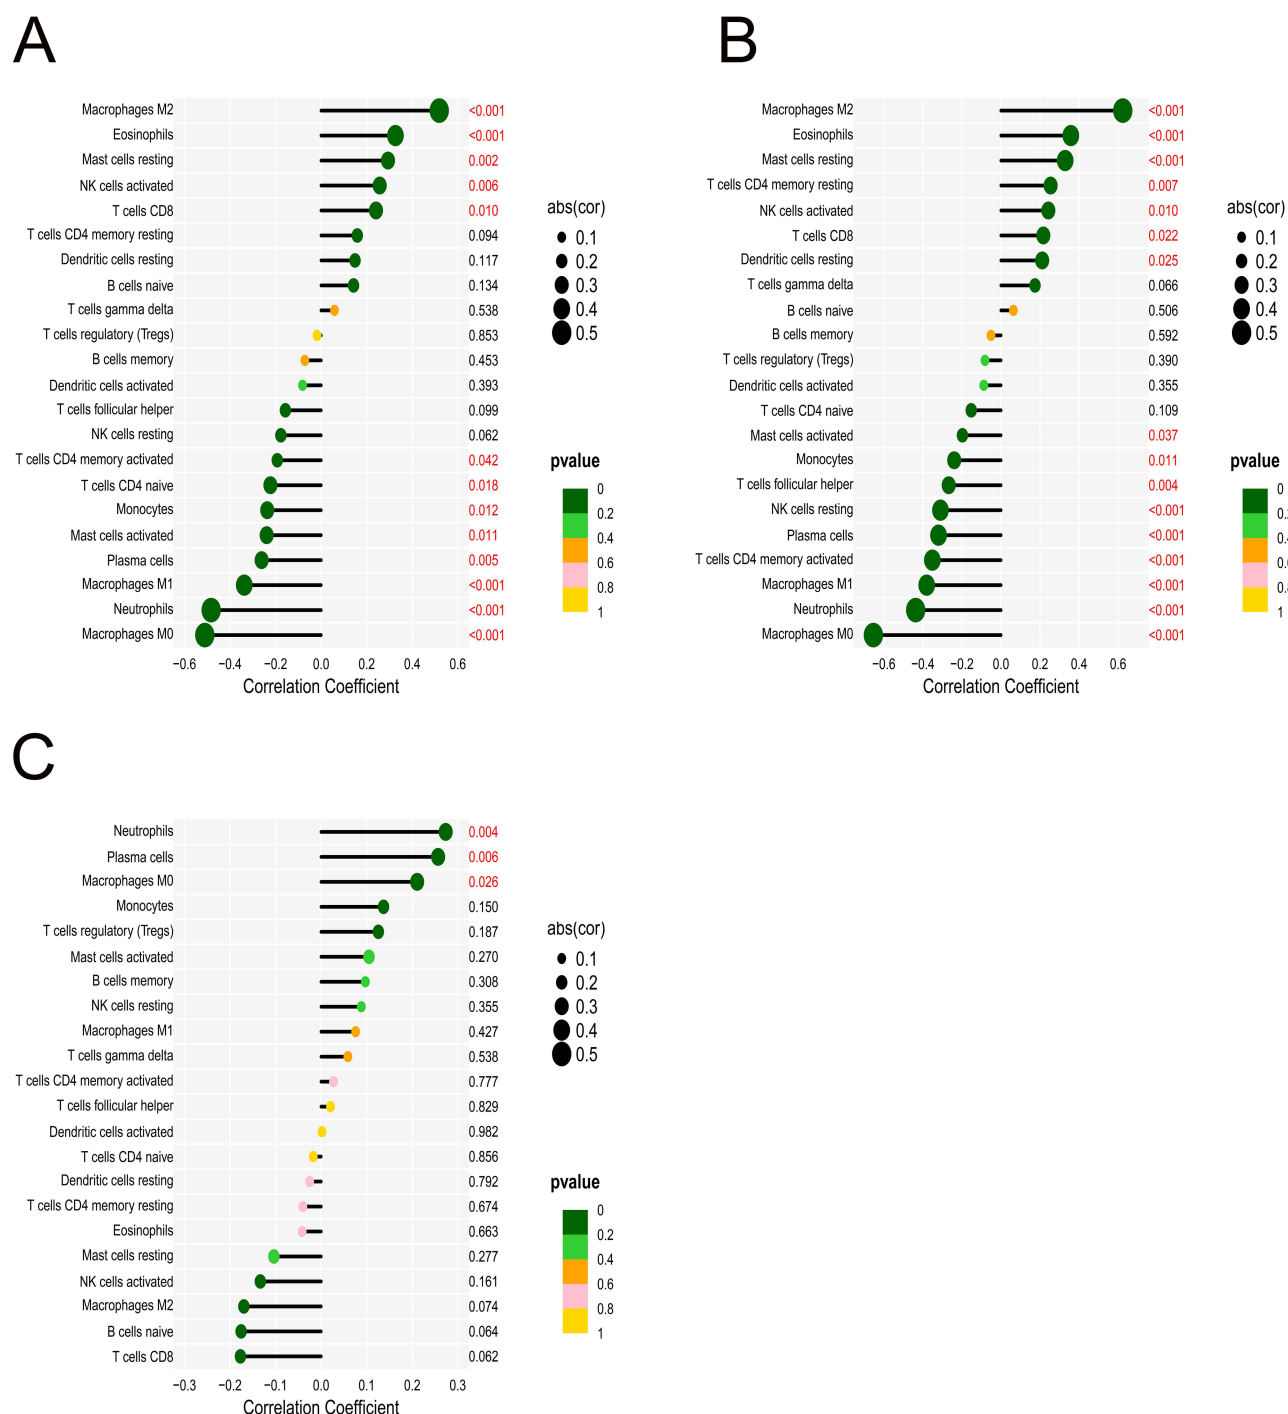 A
Macrophages M2 <0.001
Eosinophils <0.001
Mast cells resting 0.002
NK cells activated 0.006
T cells CD8 0.010
T cells CD4 memory resting 0.094
Dendritic cells resting 0.117
B cells naive 0.134
T cells gamma delta 0.538
T cells regulatory (Tregs) 0.853
B cells memory 0.453
Dendritic cells activated 0.393
T cells follicular helper 0.099
NK cells resting 0.062
T cells CD4 memory activated 0.042
T cells CD4 naive 0.018
Monocytes 0.012
Mast cells activated 0.011
Plasma cells 0.005
Macrophages M1 <0.001
Neutrophils <0.001
Macrophages M0 <0.001
−0.6 −0.4 −0.2 0.0 0.2 0.4 0.6
Correlation Coefficient
abs(cor)
0.1
0.2
0.3
0.4
0.5
pvalue
0
0.2
0.4
0.6
0.8
1
B
Macrophages M2 <0.001
Eosinophils <0.001
Mast cells resting <0.001
T cells CD4 memory resting 0.007
NK cells activated 0.010
T cells CD8 0.022
Dendritic cells resting 0.025
T cells gamma delta 0.066
B cells naive 0.506
B cells memory 0.592
T cells regulatory (Tregs) 0.390
Dendritic cells activated 0.355
T cells CD4 naive 0.109
Mast cells activated 0.037
Monocytes 0.011
T cells follicular helper 0.004
NK cells resting <0.001
Plasma cells <0.001
T cells CD4 memory activated <0.001
Macrophages M1 <0.001
Neutrophils <0.001
Macrophages M0 <0.001
−0.6 −0.4 −0.2 0.0 0.2 0.4 0.6
Correlation Coefficient
abs(cor)
0.1
0.2
0.3
0.4
0.5
pvalue
0
1
C
Neutrophils 0.004
Plasma cells 0.006
Macrophages M0 0.026
Monocytes 0.150
T cells regulatory (Tregs) 0.187
Mast cells activated 0.270
B cells memory 0.308
NK cells resting 0.355
Macrophages M1 0.427
T cells gamma delta 0.538
T cells CD4 memory activated 0.777
T cells follicular helper 0.829
Dendritic cells activated 0.982
T cells CD4 naive 0.856
Dendritic cells resting 0.792
T cells CD4 memory resting 0.674
Eosinophils 0.663
Mast cells resting 0.277
NK cells activated 0.161
Macrophages M2 0.074
B cells naive 0.064
T cells CD8 0.062
−0.3 −0.2 −0.1 0.0 0.1 0.2 0.3
Correlation Coefficient
abs(cor)
0.1
0.2
0.3
0.4
0.5
pvalue
0
0.2
0.4
0.6
0.8
1